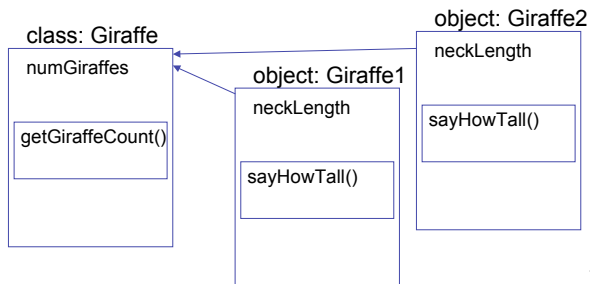 class: Giraffe
numGiraffes
getGiraffeCount()
object: Giraffe1
neckLength
sayHowTall()
object: Giraffe2
neckLength
sayHowTall()